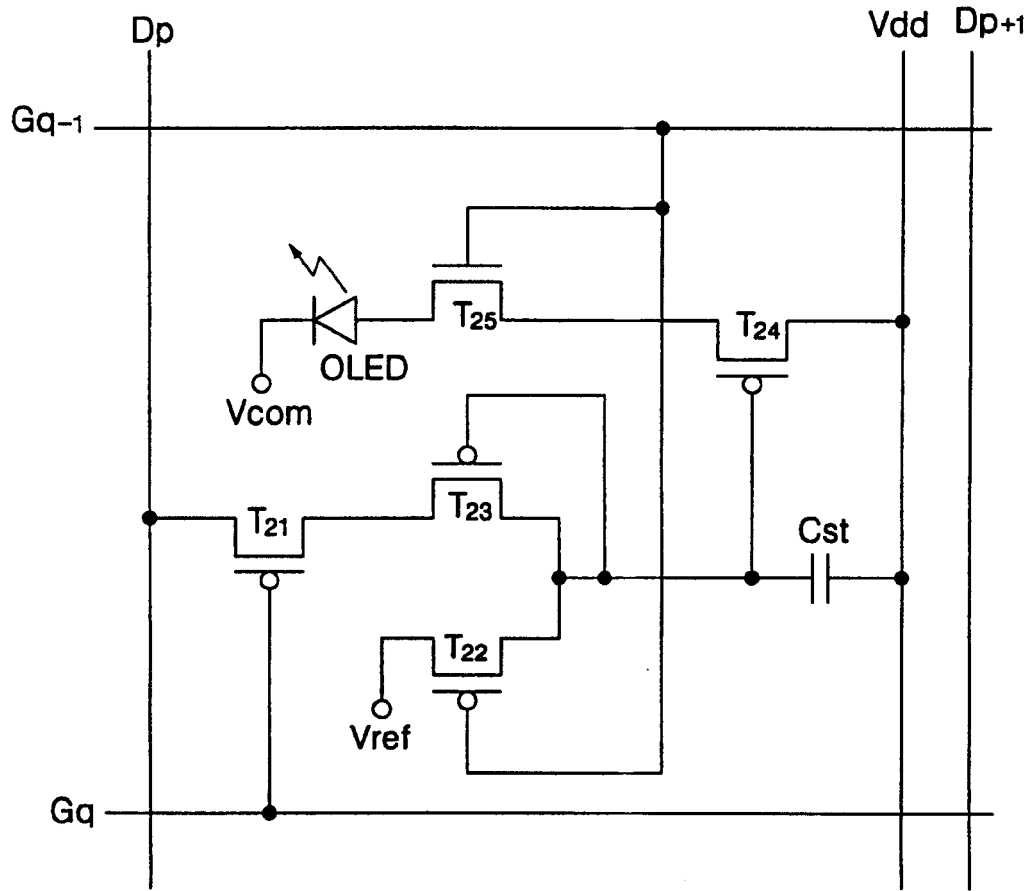 Dp
Vdd
Dp+1
Gq-1
T25
T24
OLED
Vcom
T23
T21
Cst
T22
Vref
Gq